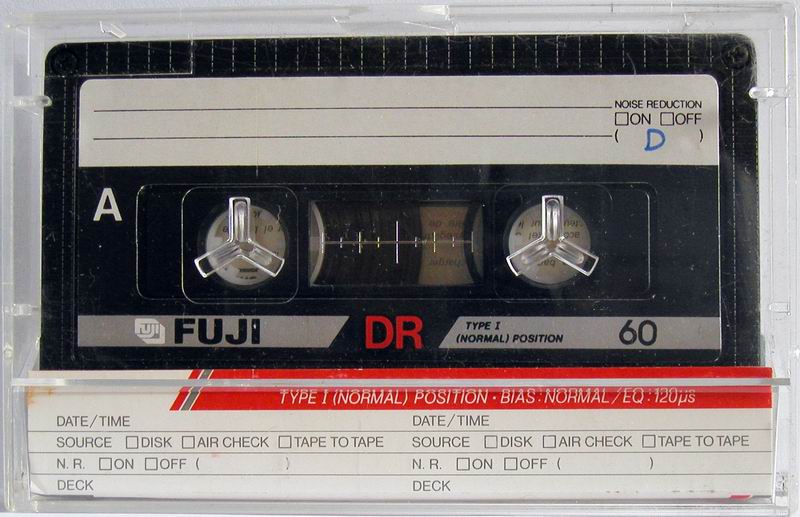 NOISE REDUCTION
□ON □OFF
( D )
A
FUJI FUJI DR TYPE I
(NORMAL) POSITION 60
TYPE I (NORMAL) POSITION · BIAS : NORMAL / EQ : 120μs
DATE/TIME DATE/TIME
SOURCE □DISK □AIR CHECK □TAPE TO TAPE SOURCE □DISK □AIR CHECK □TAPE TO TAPE
N. R. □ON □OFF ( ) N. R. □ON □OFF ( )
DECK DECK